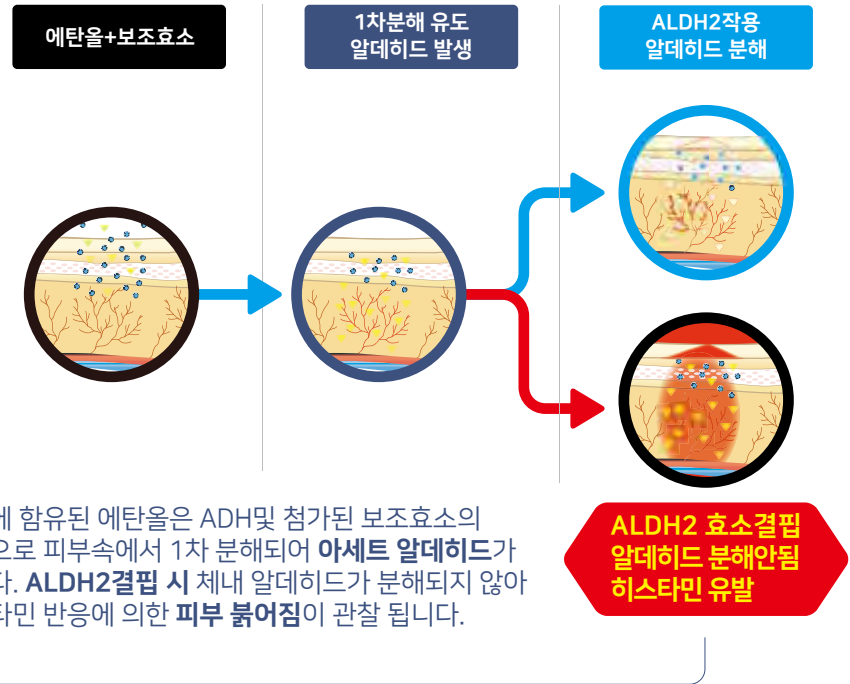 에탄올+보조효소
1차분해 유도
알데히드 발생
ALDH2작용
알데히드 분해
에 함유된 에탄올은 ADH및 첨가된 보조효소의
으로 피부속에서 1차 분해되어 아세트 알데히드가
다. ALDH2결핍 시 체내 알데히드가 분해되지 않아
타민 반응에 의한 피부 붉어짐이 관찰 됩니다.
ALDH2 효소결핍
알데히드 분해안됨
히스타민 유발